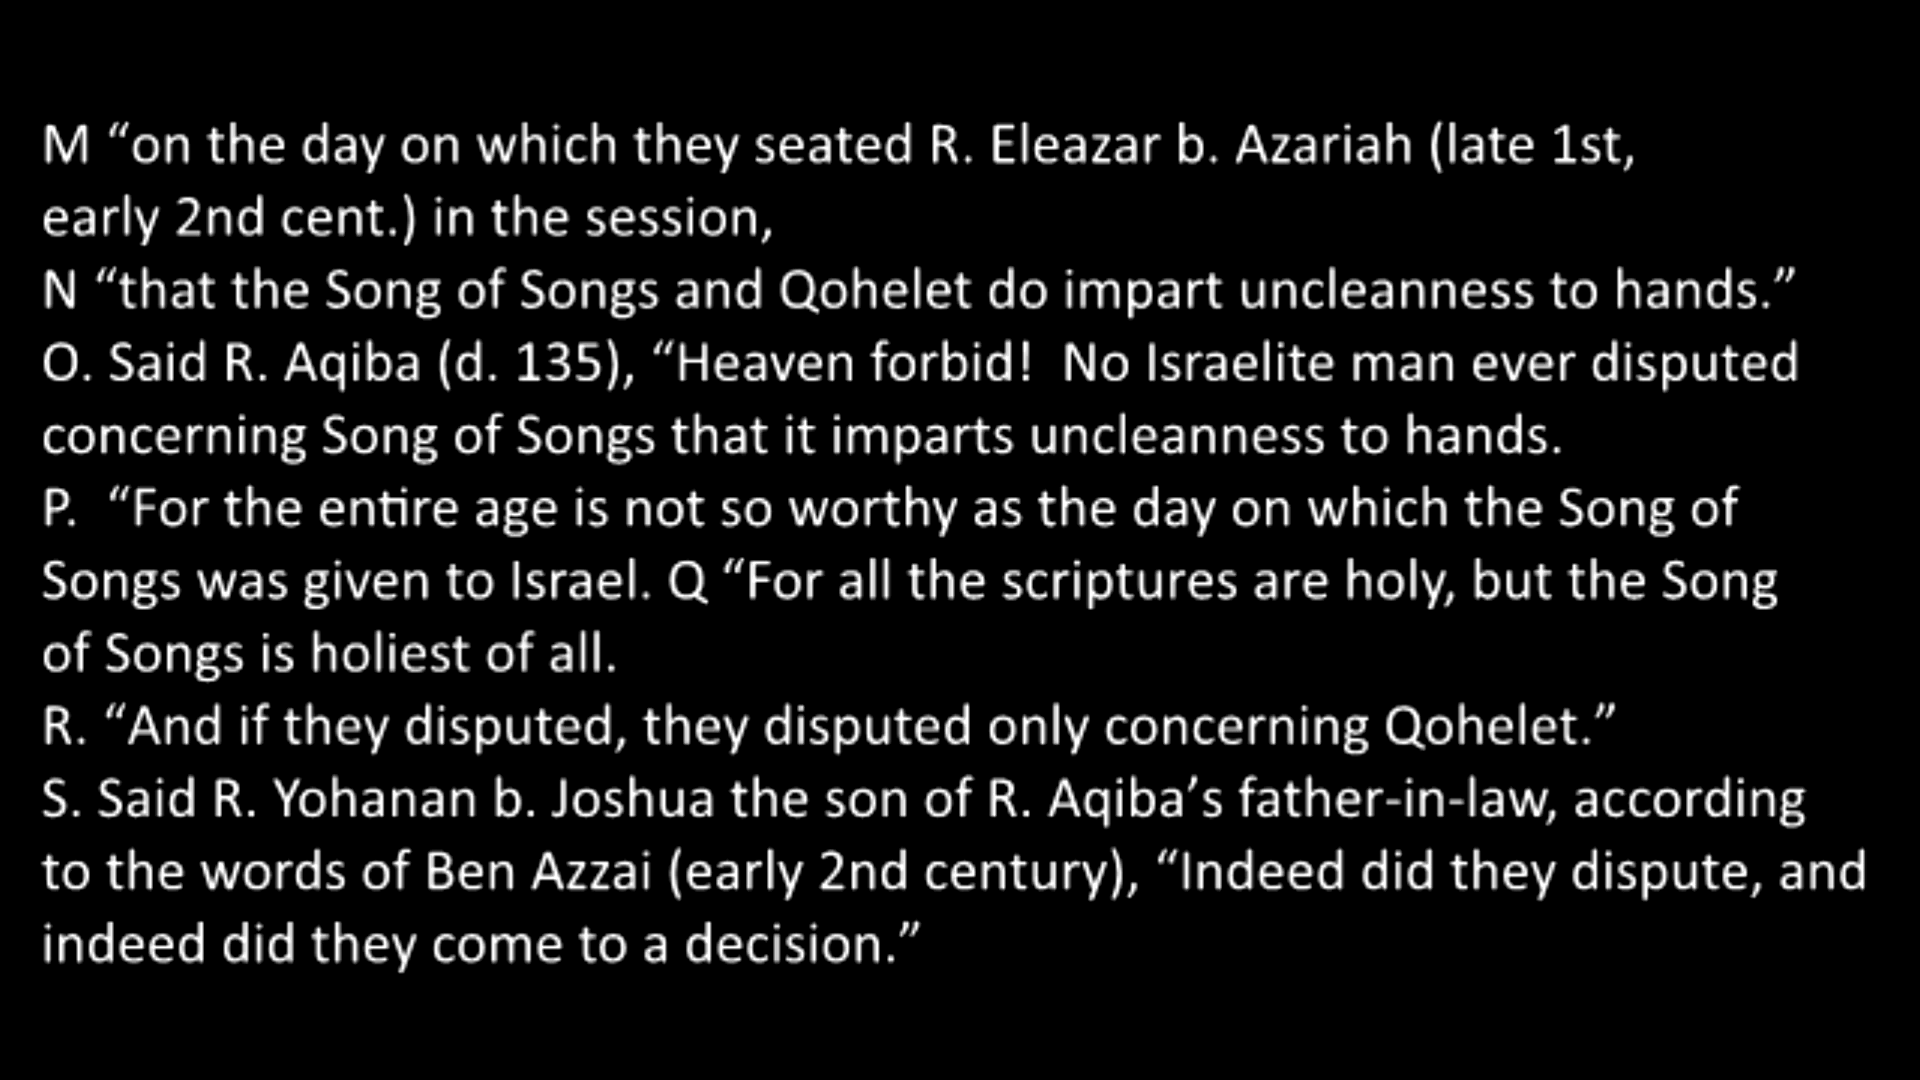 M “on the day on which they seated R. Eleazar b. Azariah (late 1st,
early 2nd cent.) in the session,
N “that the Song of Songs and Qohelet do impart uncleanness to hands.”
O. Said R. Aqiba (d. 135), “Heaven forbid!  No Israelite man ever disputed
concerning Song of Songs that it imparts uncleanness to hands.
P.  “For the entire age is not so worthy as the day on which the Song of
Songs was given to Israel. Q “For all the scriptures are holy, but the Song
of Songs is holiest of all.
R. “And if they disputed, they disputed only concerning Qohelet.”
S. Said R. Yohanan b. Joshua the son of R. Aqiba’s father-in-law, according
to the words of Ben Azzai (early 2nd century), “Indeed did they dispute, and
indeed did they come to a decision.”